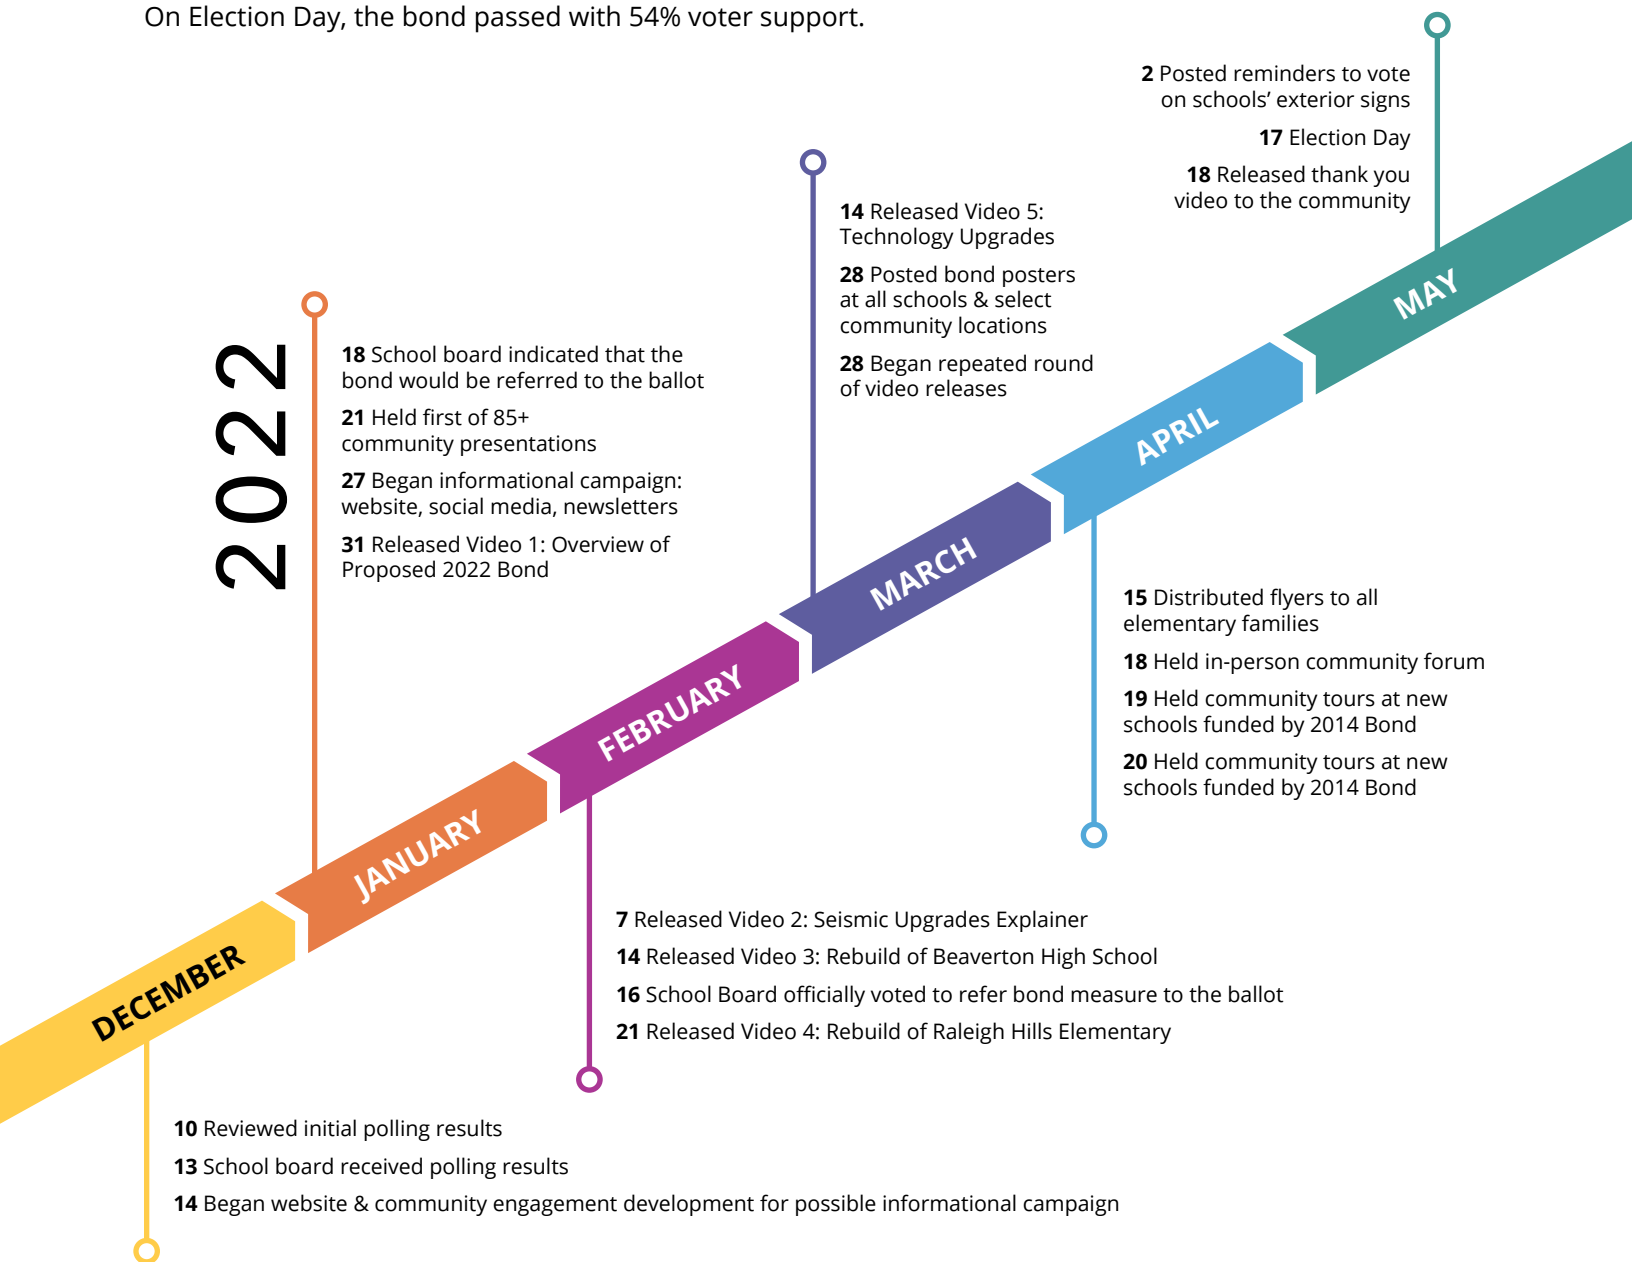 On Election Day, the bond passed with 54% voter support.
2022
DECEMBER
10 Reviewed initial polling results
13 School board received polling results
14 Began website & community engagement development for possible informational campaign
JANUARY
18 School board indicated that the
bond would be referred to the ballot
21 Held first of 85+
community presentations
27 Began informational campaign:
website, social media, newsletters
31 Released Video 1: Overview of
Proposed 2022 Bond
FEBRUARY
7 Released Video 2: Seismic Upgrades Explainer
14 Released Video 3: Rebuild of Beaverton High School
16 School Board officially voted to refer bond measure to the ballot
21 Released Video 4: Rebuild of Raleigh Hills Elementary
MARCH
14 Released Video 5:
Technology Upgrades
28 Posted bond posters
at all schools & select
community locations
28 Began repeated round
of video releases
APRIL
15 Distributed flyers to all
elementary families
18 Held in-person community forum
19 Held community tours at new
schools funded by 2014 Bond
20 Held community tours at new
schools funded by 2014 Bond
MAY
2 Posted reminders to vote
on schools’ exterior signs
17 Election Day
18 Released thank you
video to the community